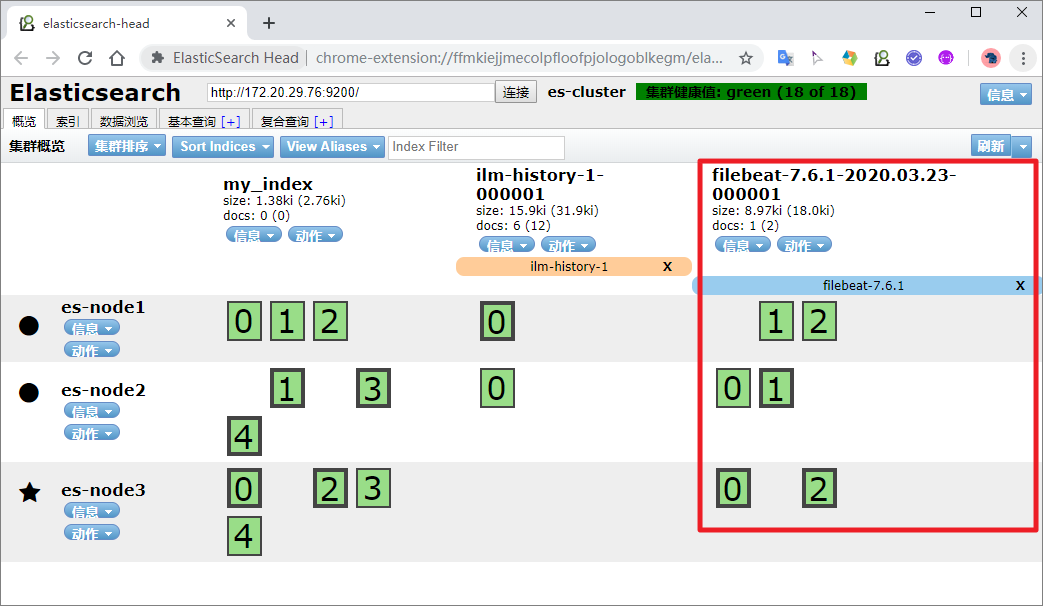 elasticsearch-head
ElasticSearch Head chrome-extension://ffmkiejjmecolpfloofpjologoblkegm/ela...
Elasticsearch http://172.20.29.76:9200/ 连接 es-cluster 集群健康值: green (18 of 18) 信息
概览 索引 数据浏览 基本查询 [+] 复合查询 [+]
集群概览 集群排序 Sort Indices View Aliases Index Filter 刷新
my_index
size: 1.38ki (2.76ki)
docs: 0 (0)
信息 动作
ilm-history-1-
000001
size: 15.9ki (31.9ki)
docs: 6 (12)
信息 动作
filebeat-7.6.1-2020.03.23-
000001
size: 8.97ki (18.0ki)
docs: 1 (2)
信息 动作
ilm-history-1 X
filebeat-7.6.1 X
es-node1
信息
动作
0 1 2 0 1 2
es-node2
信息
动作
1 3 0 0 1
4
es-node3
信息
动作
0 2 3 0 2
4